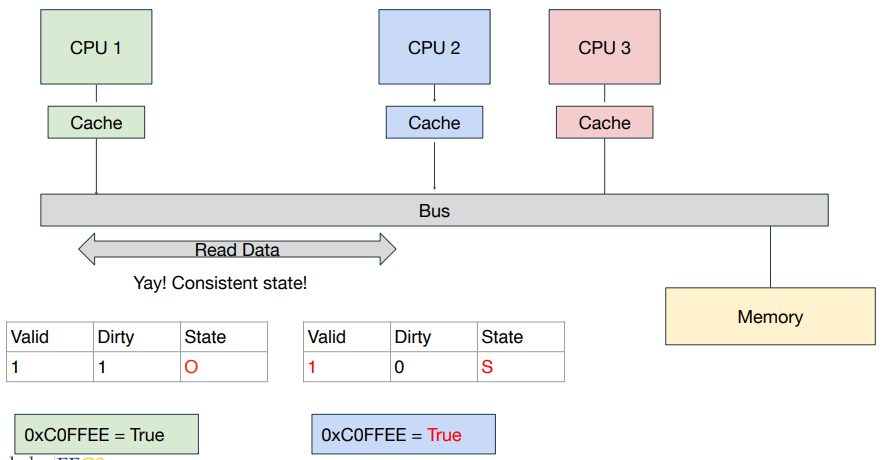 CPU 1
CPU 2
CPU 3
Cache
Cache
Cache
Bus
Read Data
Yay! Consistent state!
Memory
Valid Dirty State
1 1 O
Valid Dirty State
1 0 S
0xC0FFEE = True
0xC0FFEE = True